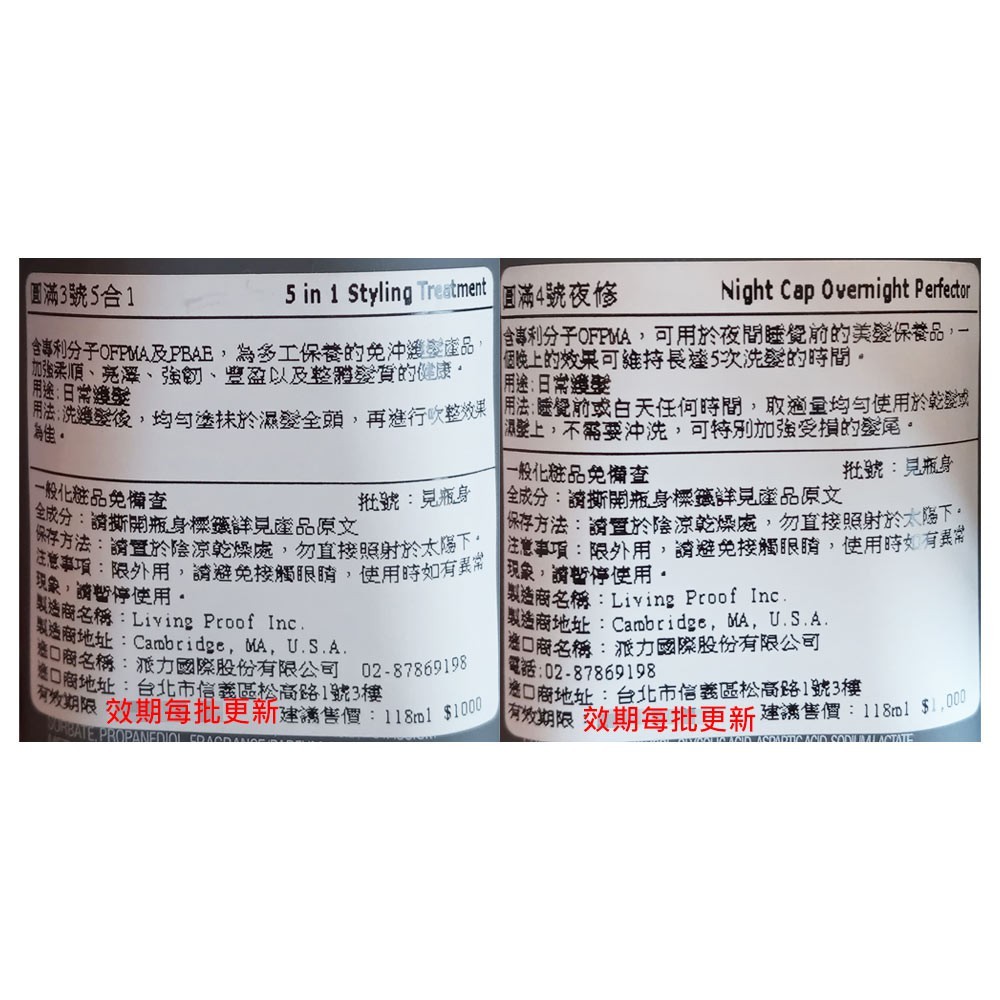 圓滿3號5合1 5 in 1 Styling Treatment
含專利分子OFPMA及PBAE，為多工保養的免沖護髮產品，
加強柔順、亮澤、強韌、豐盈以及整體髮質的健康。
用途:日常護髮
用法:洗護髮後，均勻塗抹於濕髮全頭，再進行吹整效果
為佳。
一般化粧品免備查 批號：見瓶身
全成分：請撕開瓶身標籤詳見產品原文
保存方法：請置於陰涼乾燥處，勿直接照射於太陽下。
注意事項：限外用，請避免接觸眼睛，使用時如有異常
現象，請暫停使用。
製造商名稱：Living Proof Inc.
製造商地址：Cambridge, MA, U.S.A.
進口商名稱：派力國際股份有限公司 02-87869198
進口商地址：台北市信義區松高路1號3樓
有效期限 效期每批更新 建議售價：118ml $1000
PROPANEDIOL
圓滿4號夜修 Night Cap Overnight Perfector
含專利分子OFPMA，可用於夜間睡覺前的美髮保養品，一
個晚上的效果可維持長達5次洗髮的時間。
用途:日常護髮
用法:睡覺前或白天任何時間，取適量均勻使用於乾髮或
濕髮上，不需要沖洗，可特別加強受損的髮尾。
一般化粧品免備查 批號：見瓶身
全成分：請撕開瓶身標籤詳見產品原文
保存方法：請置於陰涼乾燥處，勿直接照射於太陽下。
注意事項：限外用，請避免接觸眼睛，使用時如有異常
現象，請暫停使用。
製造商名稱：Living Proof Inc.
製造商地址：Cambridge, MA, U.S.A.
進口商名稱：派力國際股份有限公司
電話:02-87869198
進口商地址：台北市信義區松高路1號3樓
有效期限 效期每批更新 建議售價：118ml $1,000